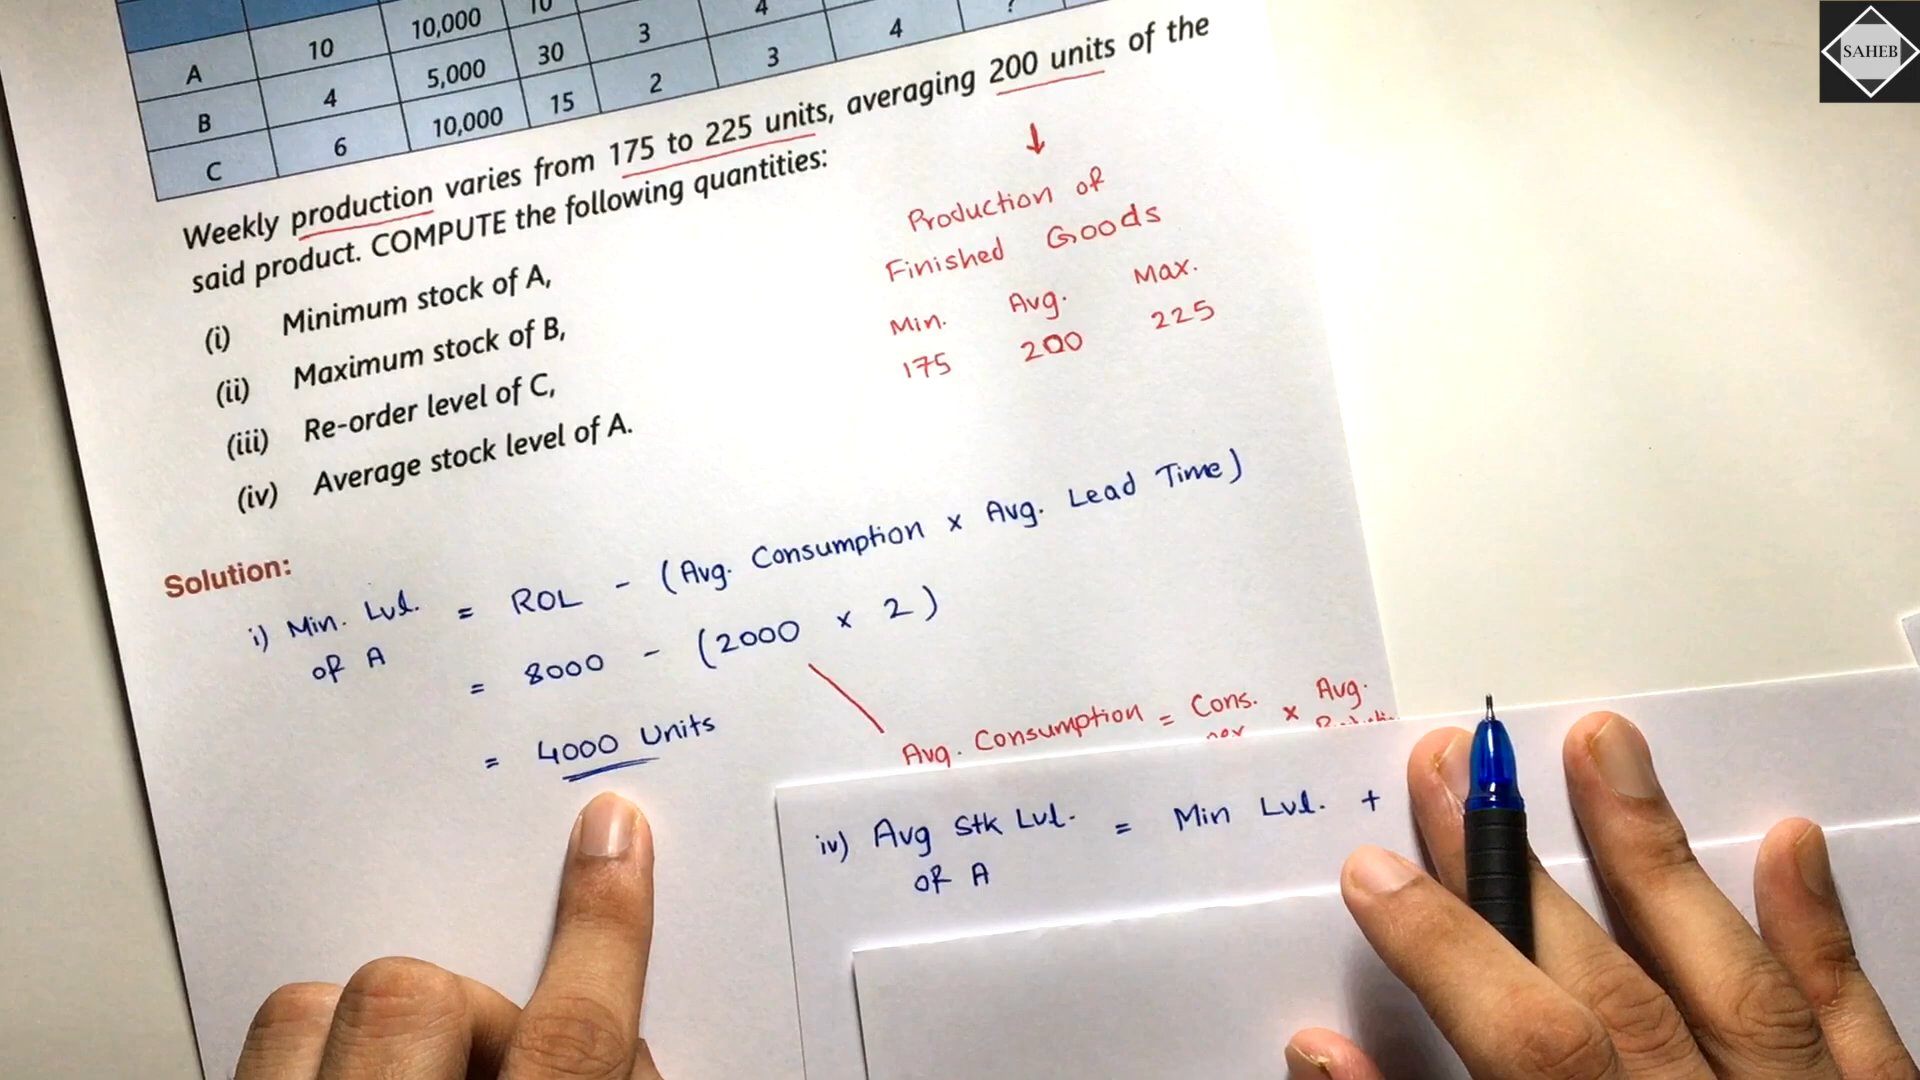 A 10 10,000 10 4 ?
B 4 5,000 30 3 4
C 6 10,000 15 2 3
Weekly production varies from 175 to 225 units, averaging 200 units of the
said product. COMPUTE the following quantities:
(i) Minimum stock of A,
(ii) Maximum stock of B,
(iii) Re-order level of C,
(iv) Average stock level of A.
Production of
Finished Goods
Min. Avg. Max.
175 200 225
Solution:
i) Min. Lvl. = ROL - (Avg. Consumption x Avg. Lead Time)
of A
= 8000 - (2000 x 2)
= 4000 Units
Avg. Consumption = Cons. x Avg.
per
iv) Avg Stk Lvl. = Min Lvl. +
of A
SAHEB